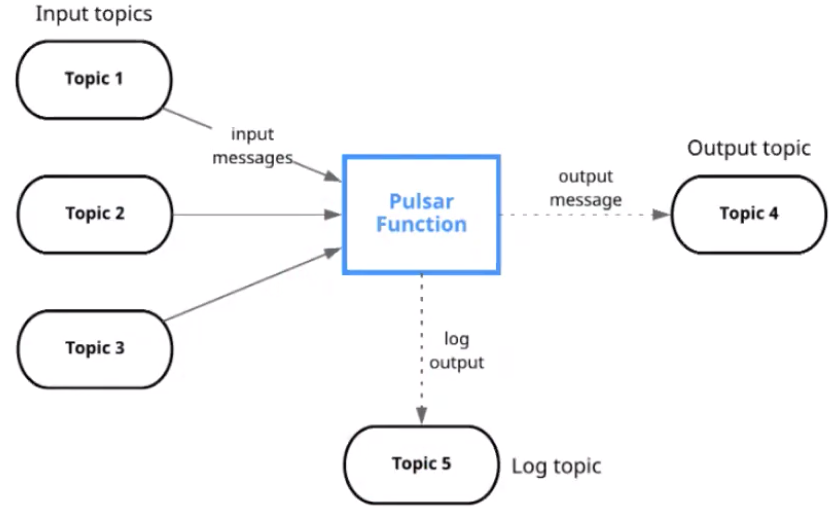 Input topics
Topic 1
input
messages
Topic 2
Pulsar
Function
output
message
Output topic
Topic 4
Topic 3
log
output
Topic 5
Log topic